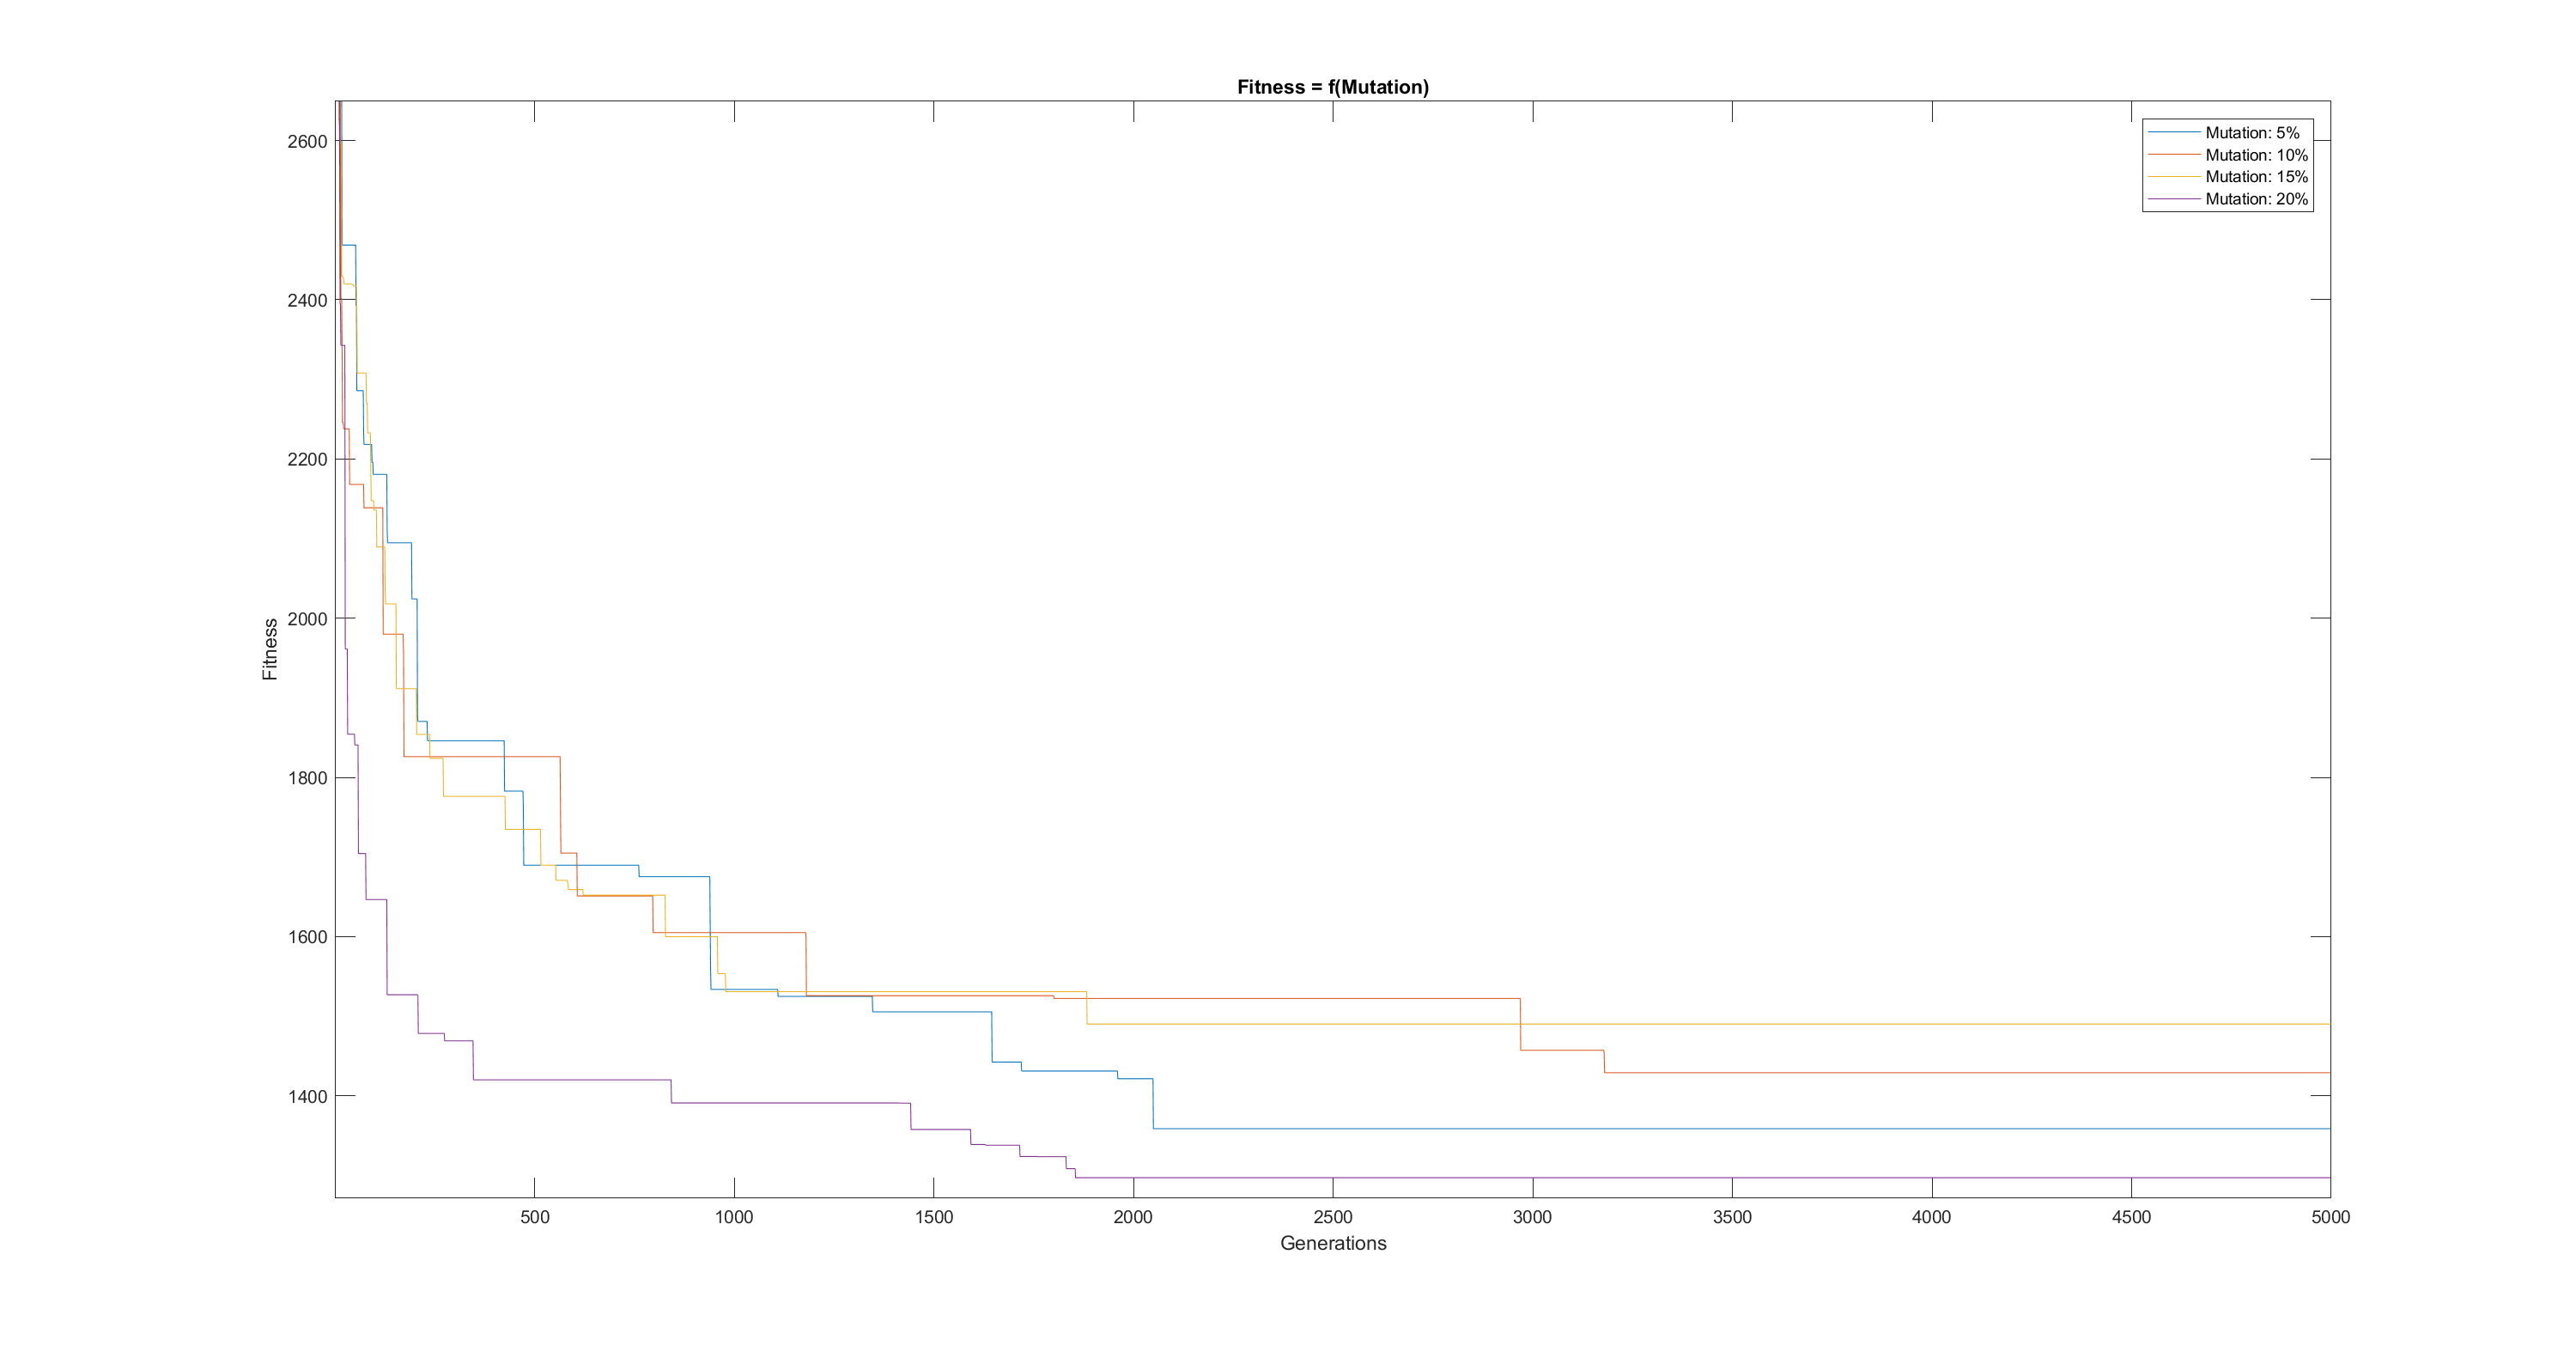 Fitness = f(Mutation)
Mutation: 5%
Mutation: 10%
Mutation: 15%
Mutation: 20%
2600
2400
2200
2000
1800
1600
1400
Fitness
500 1000 1500 2000 2500 3000 3500 4000 4500 5000
Generations